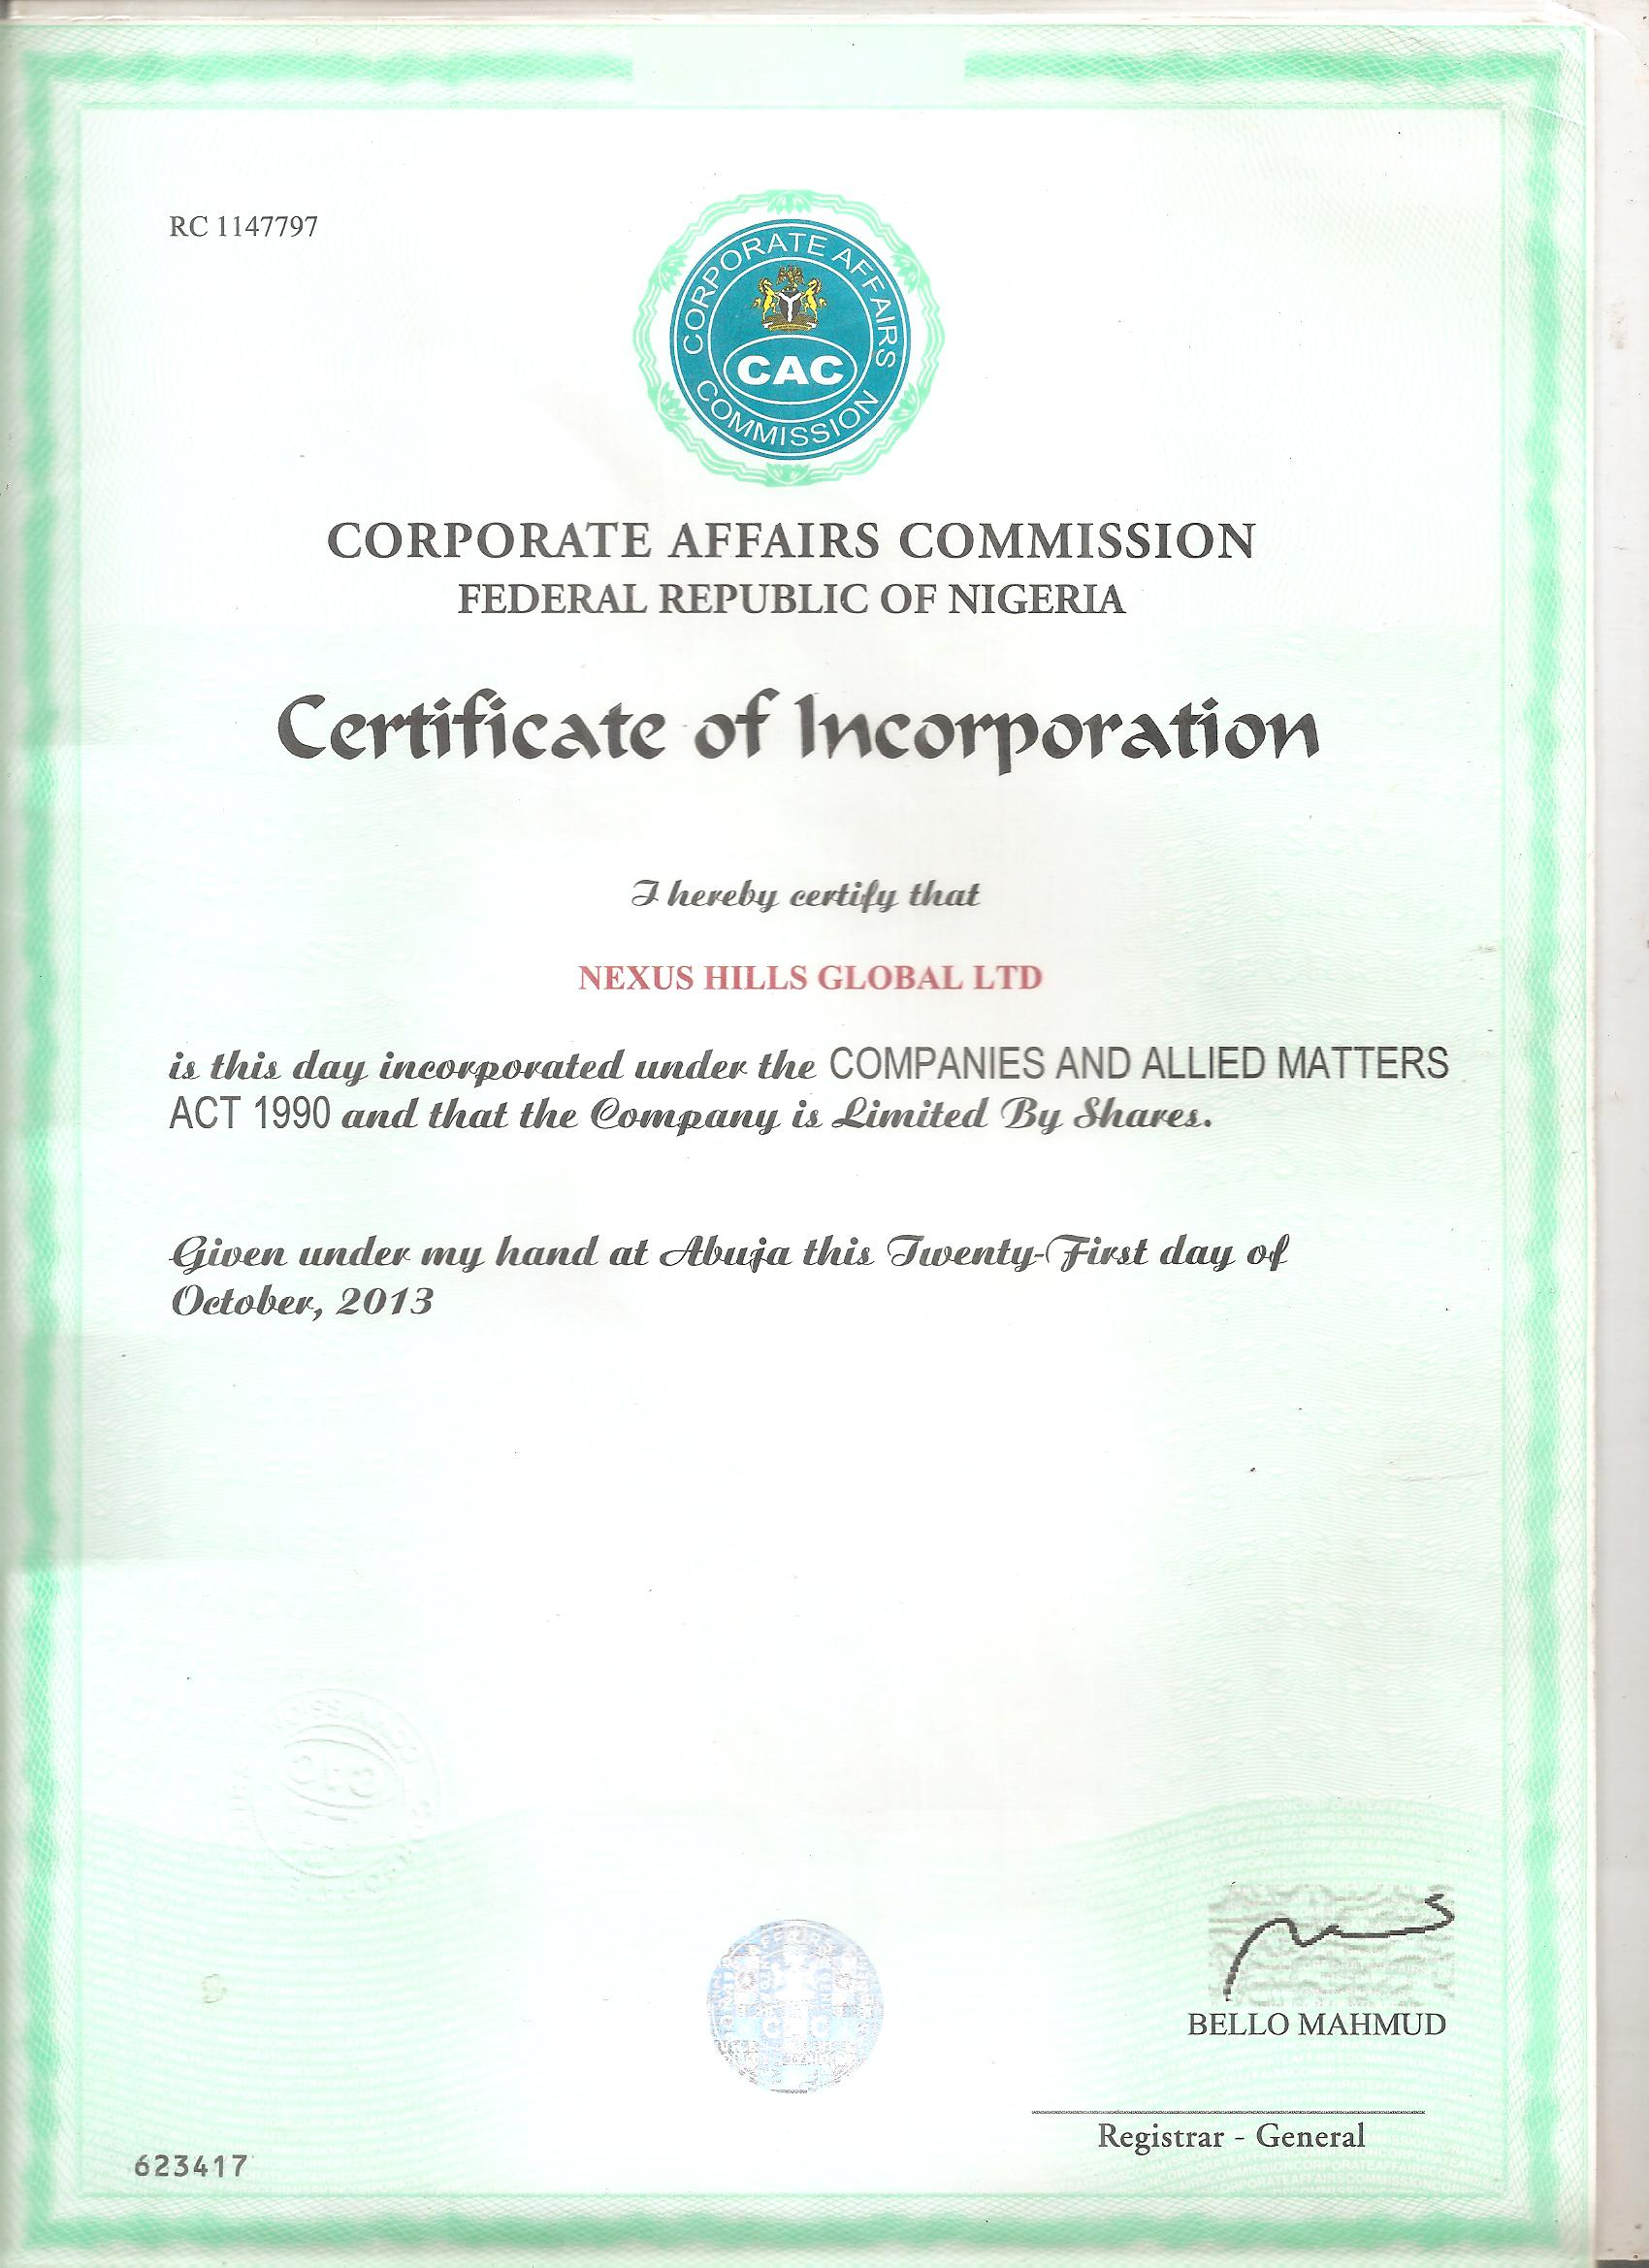 RC 1147797
CORPORATE AFFAIRS
CAC
COMMISSION
CORPORATE AFFAIRS COMMISSION
FEDERAL REPUBLIC OF NIGERIA
Certificate of Incorporation
I hereby certify that
NEXUS HILLS GLOBAL LTD
is this day incorporated under the COMPANIES AND ALLIED MATTERS
ACT 1990 and that the Company is Limited By Shares.
Given under my hand at Abuja this Twenty-First day of
October, 2013
BELLO MAHMUD
Registrar - General
623417